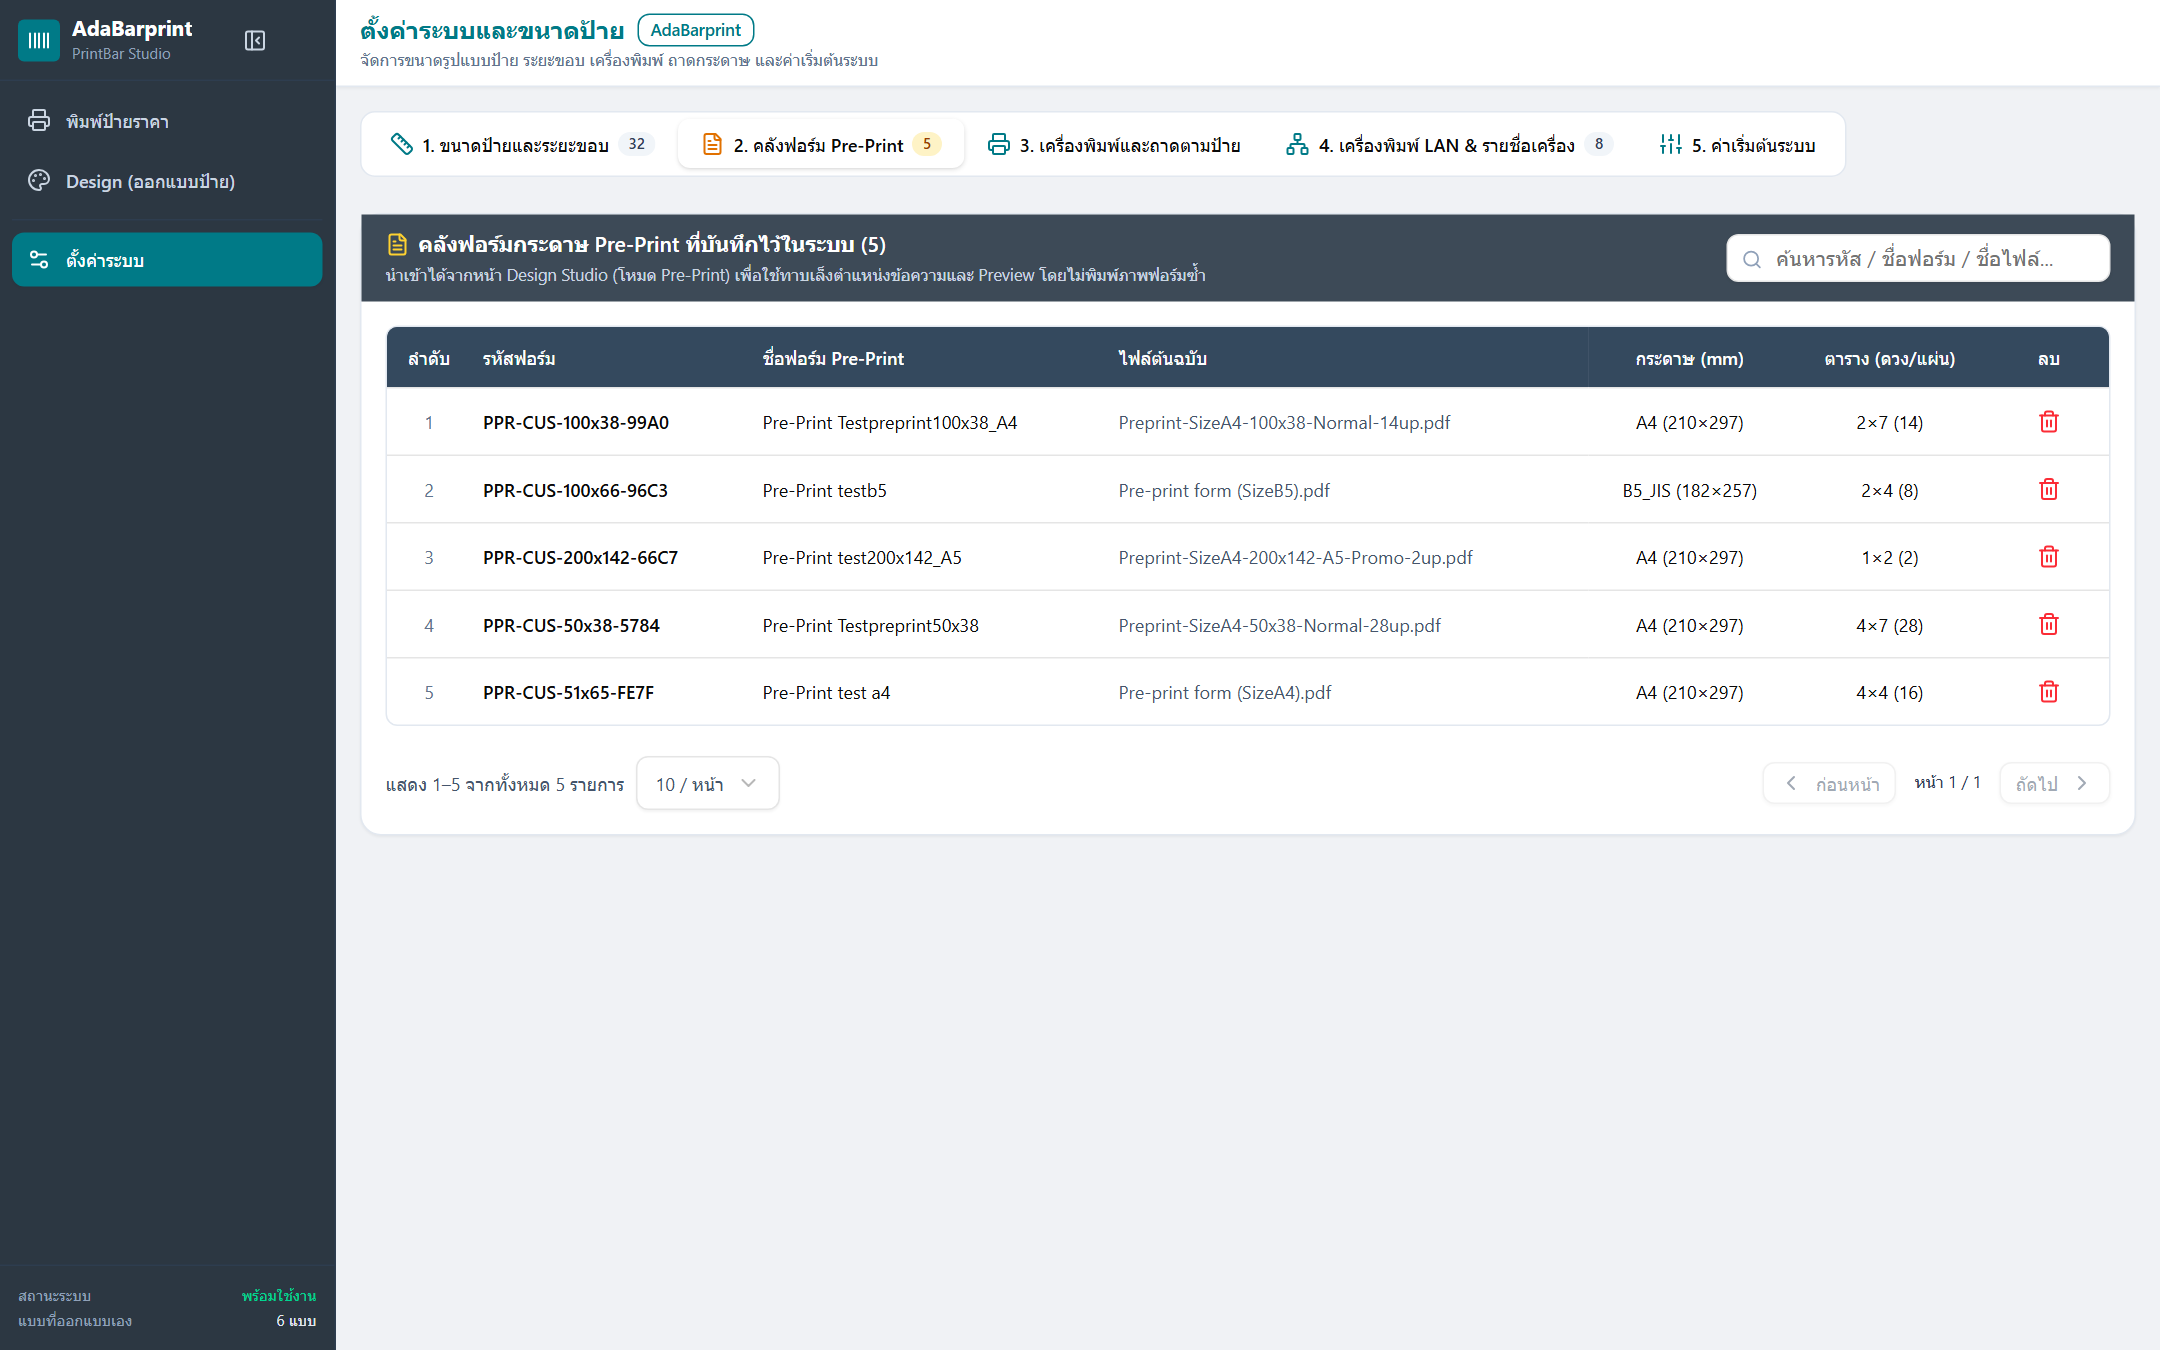 AdaBarprint
PrintBar Studio
พิมพ์ป้ายราคา
Design (ออกแบบป้าย)
ตั้งค่าระบบ
สถานะระบบ พร้อมใช้งาน
แบบที่ออกแบบเอง 6 แบบ
ตั้งค่าระบบและขนาดป้าย AdaBarprint
จัดการขนาดรูปแบบป้าย ระยะขอบ เครื่องพิมพ์ ถาดกระดาษ และค่าเริ่มต้นระบบ
1. ขนาดป้ายและระยะขอบ 32
2. คลังฟอร์ม Pre-Print 5
3. เครื่องพิมพ์และถาดตามป้าย
4. เครื่องพิมพ์ LAN & รายชื่อเครื่อง 8
5. ค่าเริ่มต้นระบบ
คลังฟอร์มกระดาษ Pre-Print ที่บันทึกไว้ในระบบ (5)
นำเข้าได้จากหน้า Design Studio (โหมด Pre-Print) เพื่อใช้ทาบเล็งตำแหน่งข้อความและ Preview โดยไม่พิมพ์ภาพฟอร์มซ้ำ
ค้นหารหัส / ชื่อฟอร์ม / ชื่อไฟล์...
ลำดับ รหัสฟอร์ม ชื่อฟอร์ม Pre-Print ไฟล์ต้นฉบับ กระดาษ (mm) ตาราง (ดวง/แผ่น) ลบ
1 PPR-CUS-100x38-99A0 Pre-Print Testpreprint100x38_A4 Preprint-SizeA4-100x38-Normal-14up.pdf A4 (210×297) 2×7 (14)
2 PPR-CUS-100x66-96C3 Pre-Print testb5 Pre-print form (SizeB5).pdf B5_JIS (182×257) 2×4 (8)
3 PPR-CUS-200x142-66C7 Pre-Print test200x142_A5 Preprint-SizeA4-200x142-A5-Promo-2up.pdf A4 (210×297) 1×2 (2)
4 PPR-CUS-50x38-5784 Pre-Print Testpreprint50x38 Preprint-SizeA4-50x38-Normal-28up.pdf A4 (210×297) 4×7 (28)
5 PPR-CUS-51x65-FE7F Pre-Print test a4 Pre-print form (SizeA4).pdf A4 (210×297) 4×4 (16)
แสดง 1–5 จากทั้งหมด 5 รายการ 10 / หน้า ก่อนหน้า หน้า 1 / 1 ถัดไป